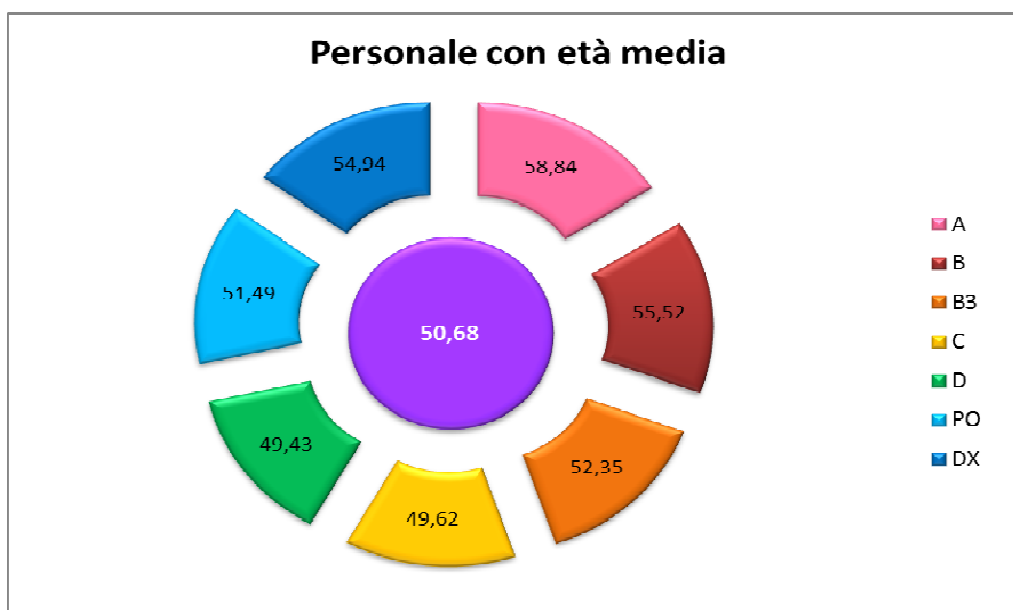 Personale con età media
54,94
58,84
51,49
50,68
55,52
49,43
49,62
52,35
A
B
B3
C
D
PO
DX